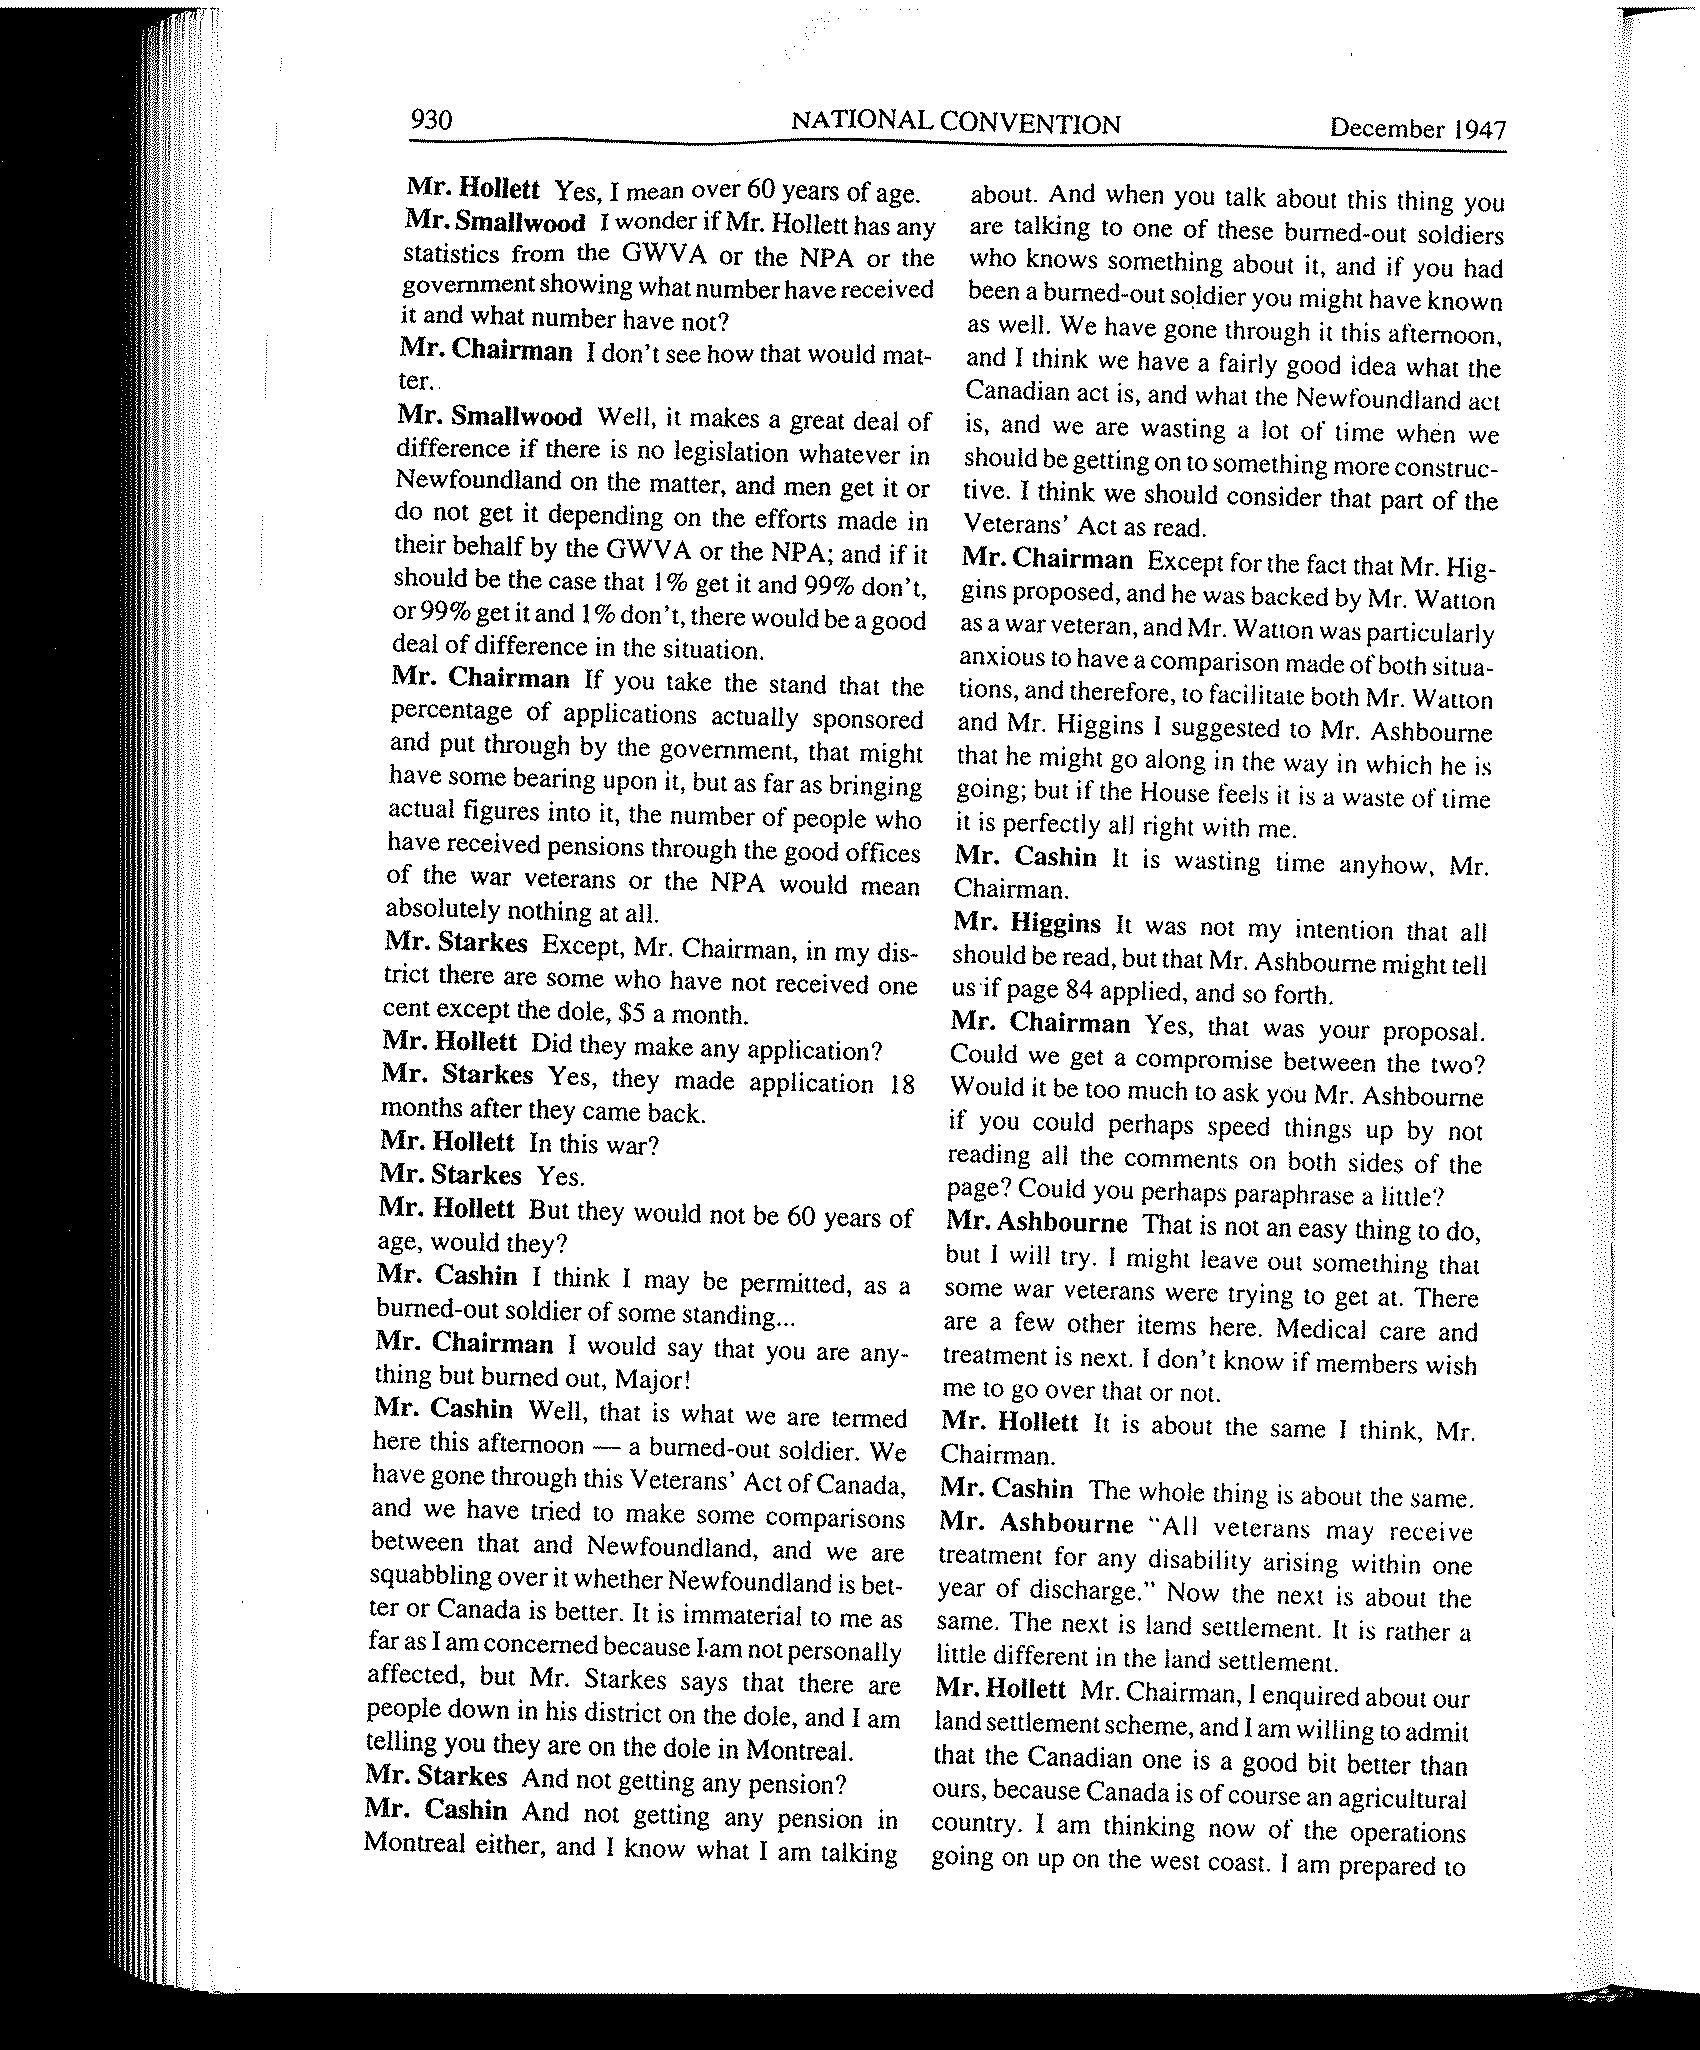 930 NATIONAL CONVENTION December 1947
Mr. Hollett Yes, I mean over 60 years of age.
Mr. Smallwood I wonder if Mr. Hollett has any
statistics from the GWVA or the NPA or the
government showing what number have received
it and what number have not?
Mr. Chairman I don't see how that would mat-
ter.
Mr. Smallwood Well, it makes a great deal of
difference if there is no legislation whatever in
Newfoundland on the matter, and men get it or
do not get it depending on the efforts made in
their behalf by the GWVA or the NPA; and if it
should be the case that 1% get it and 99% don't,
or 99% get it and 1% don't, there would be a good
deal of difference in the situation.
Mr. Chairman If you take the stand that the
percentage of applications actually sponsored
and put through by the government, that might
have some bearing upon it, but as far as bringing
actual figures into it, the number of people who
have received pensions through the good offices
of the war veterans or the NPA would mean
absolutely nothing at all.
Mr. Starkes Except, Mr. Chairman, in my dis-
trict there are some who have not received one
cent except the dole, $5 a month.
Mr. Hollett Did they make any application?
Mr. Starkes Yes, they made application 18
months after they came back.
Mr. Hollett In this war?
Mr. Starkes Yes.
Mr. Hollett But they would not be 60 years of
age, would they?
Mr. Cashin I think I may be permitted, as a
burned-out soldier of some standing...
Mr. Chairman I would say that you are any-
thing but burned out, Major!
Mr. Cashin Well, that is what we are termed
here this afternoon — a burned-out soldier. We
have gone through this Veterans' Act of Canada,
and we have tried to make some comparisons
between that and Newfoundland, and we are
squabbling over it whether Newfoundland is bet-
ter or Canada is better. It is immaterial to me as
far as I am concerned because I am not personally
affected, but Mr. Starkes says that there are
people down in his district on the dole, and I am
telling you they are on the dole in Montreal.
Mr. Starkes And not getting any pension?
Mr. Cashin And not getting any pension in
Montreal either, and I know what I am talking
about. And when you talk about this thing you
are talking to one of these burned-out soldiers
who knows something about it, and if you had
been a burned-out soldier you might have known
as well. We have gone through it this afternoon,
and I think we have a fairly good idea what the
Canadian act is, and what the Newfoundland act
is, and we are wasting a lot of time when we
should be getting on to something more construc-
tive. I think we should consider that part of the
Veterans' Act as read.
Mr. Chairman Except for the fact that Mr. Hig-
gins proposed, and he was backed by Mr. Watton
as a war veteran, and Mr. Watton was particularly
anxious to have a comparison made of both situa-
tions, and therefore, to facilitate both Mr. Watton
and Mr. Higgins I suggested to Mr. Ashbourne
that he might go along in the way in which he is
going; but if the House feels it is a waste of time
it is perfectly all right with me.
Mr. Cashin It is wasting time anyhow, Mr.
Chairman.
Mr. Higgins It was not my intention that all
should be read, but that Mr. Ashbourne might tell
us if page 84 applied, and so forth.
Mr. Chairman Yes, that was your proposal.
Could we get a compromise between the two?
Would it be too much to ask you Mr. Ashbourne
if you could perhaps speed things up by not
reading all the comments on both sides of the
page? Could you perhaps paraphrase a little?
Mr. Ashbourne That is not an easy thing to do,
but I will try. I might leave out something that
some war veterans were trying to get at. There
are a few other items here. Medical care and
treatment is next. I don't know if members wish
me to go over that or not.
Mr. Hollett It is about the same I think, Mr.
Chairman.
Mr. Cashin The whole thing is about the same.
Mr. Ashbourne "All veterans may receive
treatment for any disability arising within one
year of discharge." Now the next is about the
same. The next is land settlement. It is rather a
little different in the land settlement.
Mr. Hollett Mr. Chairman, I enquired about our
land settlement scheme, and I am willing to admit
that the Canadian one is a good bit better than
ours, because Canada is of course an agricultural
country. I am thinking now of the operations
going on up on the west coast. I am prepared to